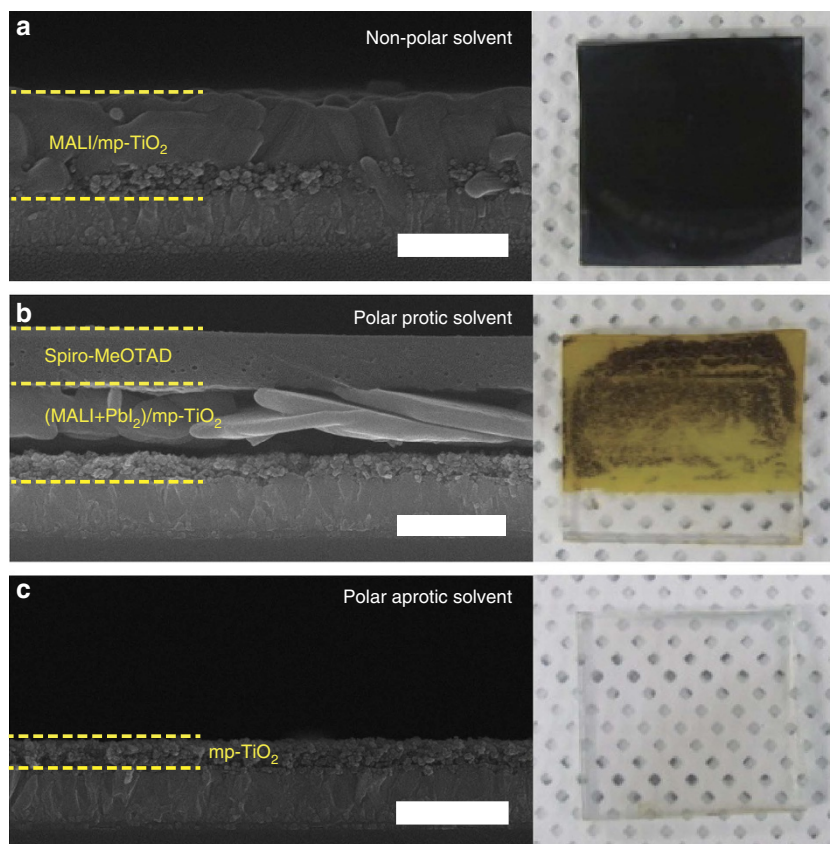 a
Non-polar solvent
MALI/mp-TiO₂
b
Polar protic solvent
Spiro-MeOTAD
(MALI+PbI₂)/mp-TiO₂
c
Polar aprotic solvent
mp-TiO₂